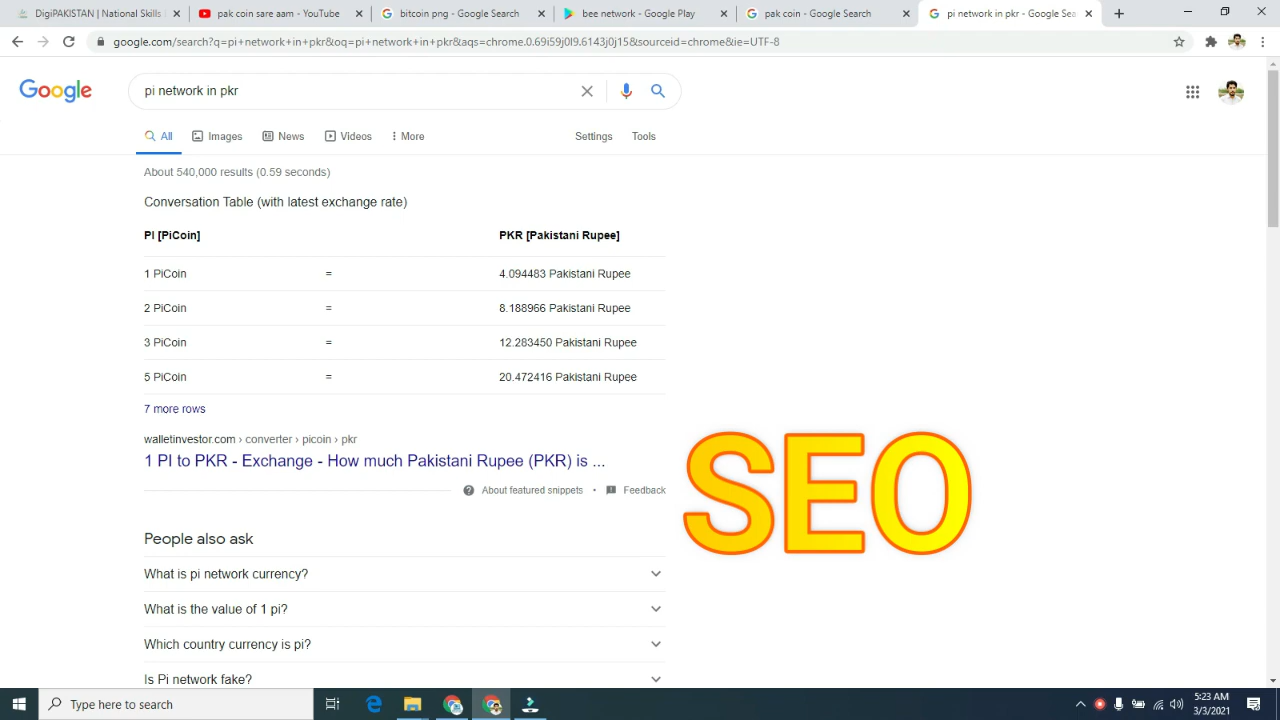 DigiPAKISTAN | National Skills
pak coin sare aam - YouTube
bitcoin png - Google Search
bee network - Google Play
pak coin - Google Search
pi network in pkr - Google Sea
google.com/search?q=pi+network+in+pkr&oq=pi+network+in+pkr&aqs=chrome.0.69i59j0l9.6143j0j15&sourceid=chrome&ie=UTF-8
Google
pi network in pkr
All Images News Videos More Settings Tools
About 540,000 results (0.59 seconds)
Conversation Table (with latest exchange rate)
PI [PiCoin] PKR [Pakistani Rupee]
1 PiCoin = 4.094483 Pakistani Rupee
2 PiCoin = 8.188966 Pakistani Rupee
3 PiCoin = 12.283450 Pakistani Rupee
5 PiCoin = 20.472416 Pakistani Rupee
7 more rows
walletinvestor.com › converter › picoin › pkr
1 PI to PKR - Exchange - How much Pakistani Rupee (PKR) is ...
About featured snippets • Feedback
SEO
People also ask
What is pi network currency?
What is the value of 1 pi?
Which country currency is pi?
Is Pi network fake?
Type here to search
5:23 AM
3/3/2021